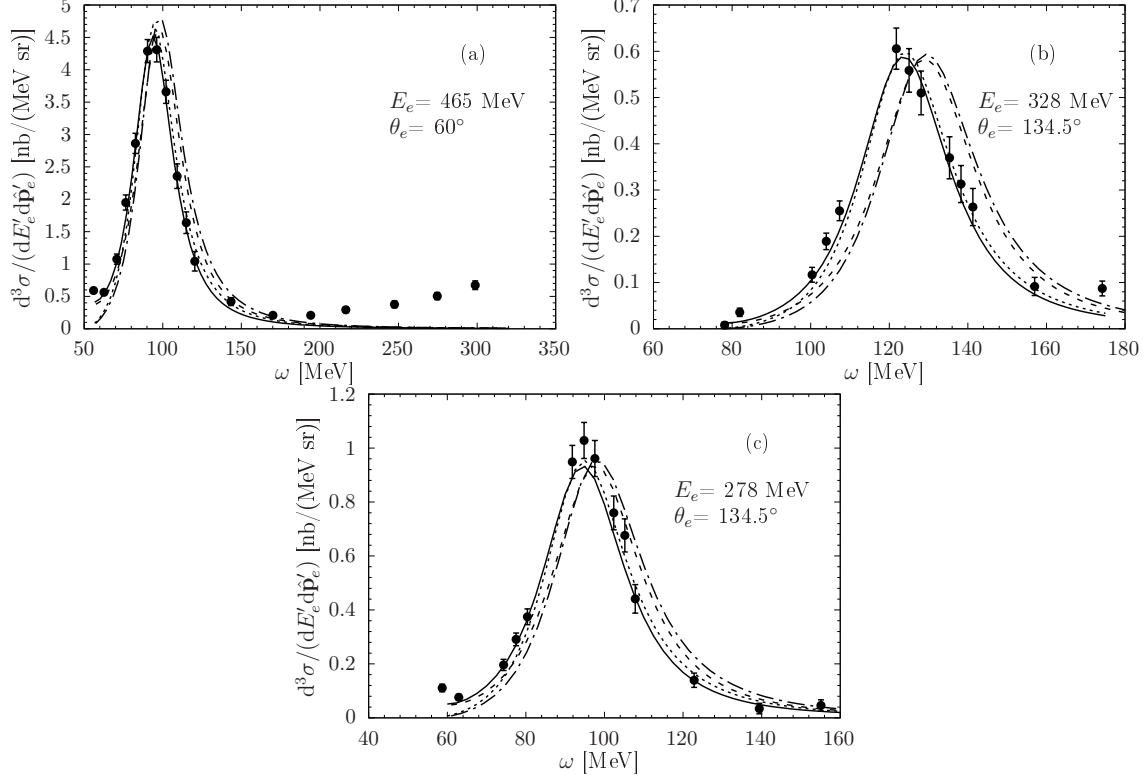 5
4.5
4
3.5
3
2.5
2
1.5
1
0.5
0
50 100 150 200 250 300 350
ω [MeV]
d³σ/(dE′ₑdp̂′ₑ) [nb/(MeV sr)]
(a)
Eₑ= 465 MeV
θₑ= 60°
0.7
0.6
0.5
0.4
0.3
0.2
0.1
0
60 80 100 120 140 160 180
ω [MeV]
d³σ/(dE′ₑdp̂′ₑ) [nb/(MeV sr)]
(b)
Eₑ= 328 MeV
θₑ= 134.5°
1.2
1
0.8
0.6
0.4
0.2
0
40 60 80 100 120 140 160
ω [MeV]
d³σ/(dE′ₑdp̂′ₑ) [nb/(MeV sr)]
(c)
Eₑ= 278 MeV
θₑ= 134.5°